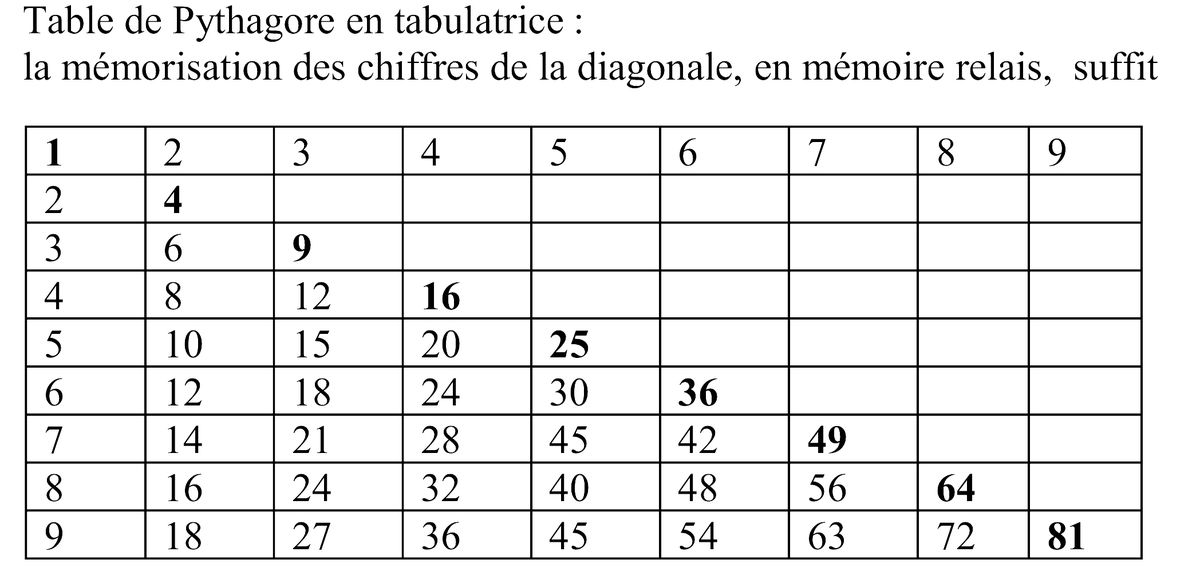 Table de Pythagore en tabulatrice :
la mémorisation des chiffres de la diagonale, en mémoire relais, suffit
1 2 3 4 5 6 7 8 9
2 4
3 6 9
4 8 12 16
5 10 15 20 25
6 12 18 24 30 36
7 14 21 28 45 42 49
8 16 24 32 40 48 56 64
9 18 27 36 45 54 63 72 81